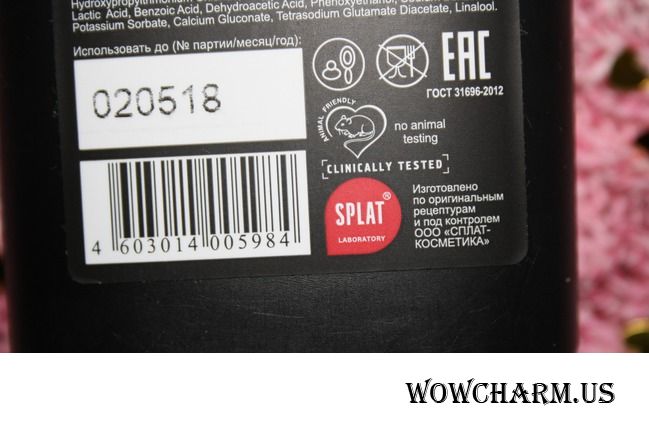 Lactic Acid, Benzoic Acid, Dehydroacetic Acid, Phenoxyethanol,
Potassium Sorbate, Calcium Gluconate, Tetrasodium Glutamate Diacetate, Linalool.
Использовать до (№ партии/месяц/год):
020518
EAC
ГОСТ 31696-2012
ANIMAL FRIENDLY
no animal
testing
CLINICALLY TESTED
4 603014 005984
SPLAT®
LABORATORY
Изготовлено
по оригинальным
рецептурам
и под контролем
ООО «СПЛАТ-
КОСМЕТИКА»
WOWCHARM.US